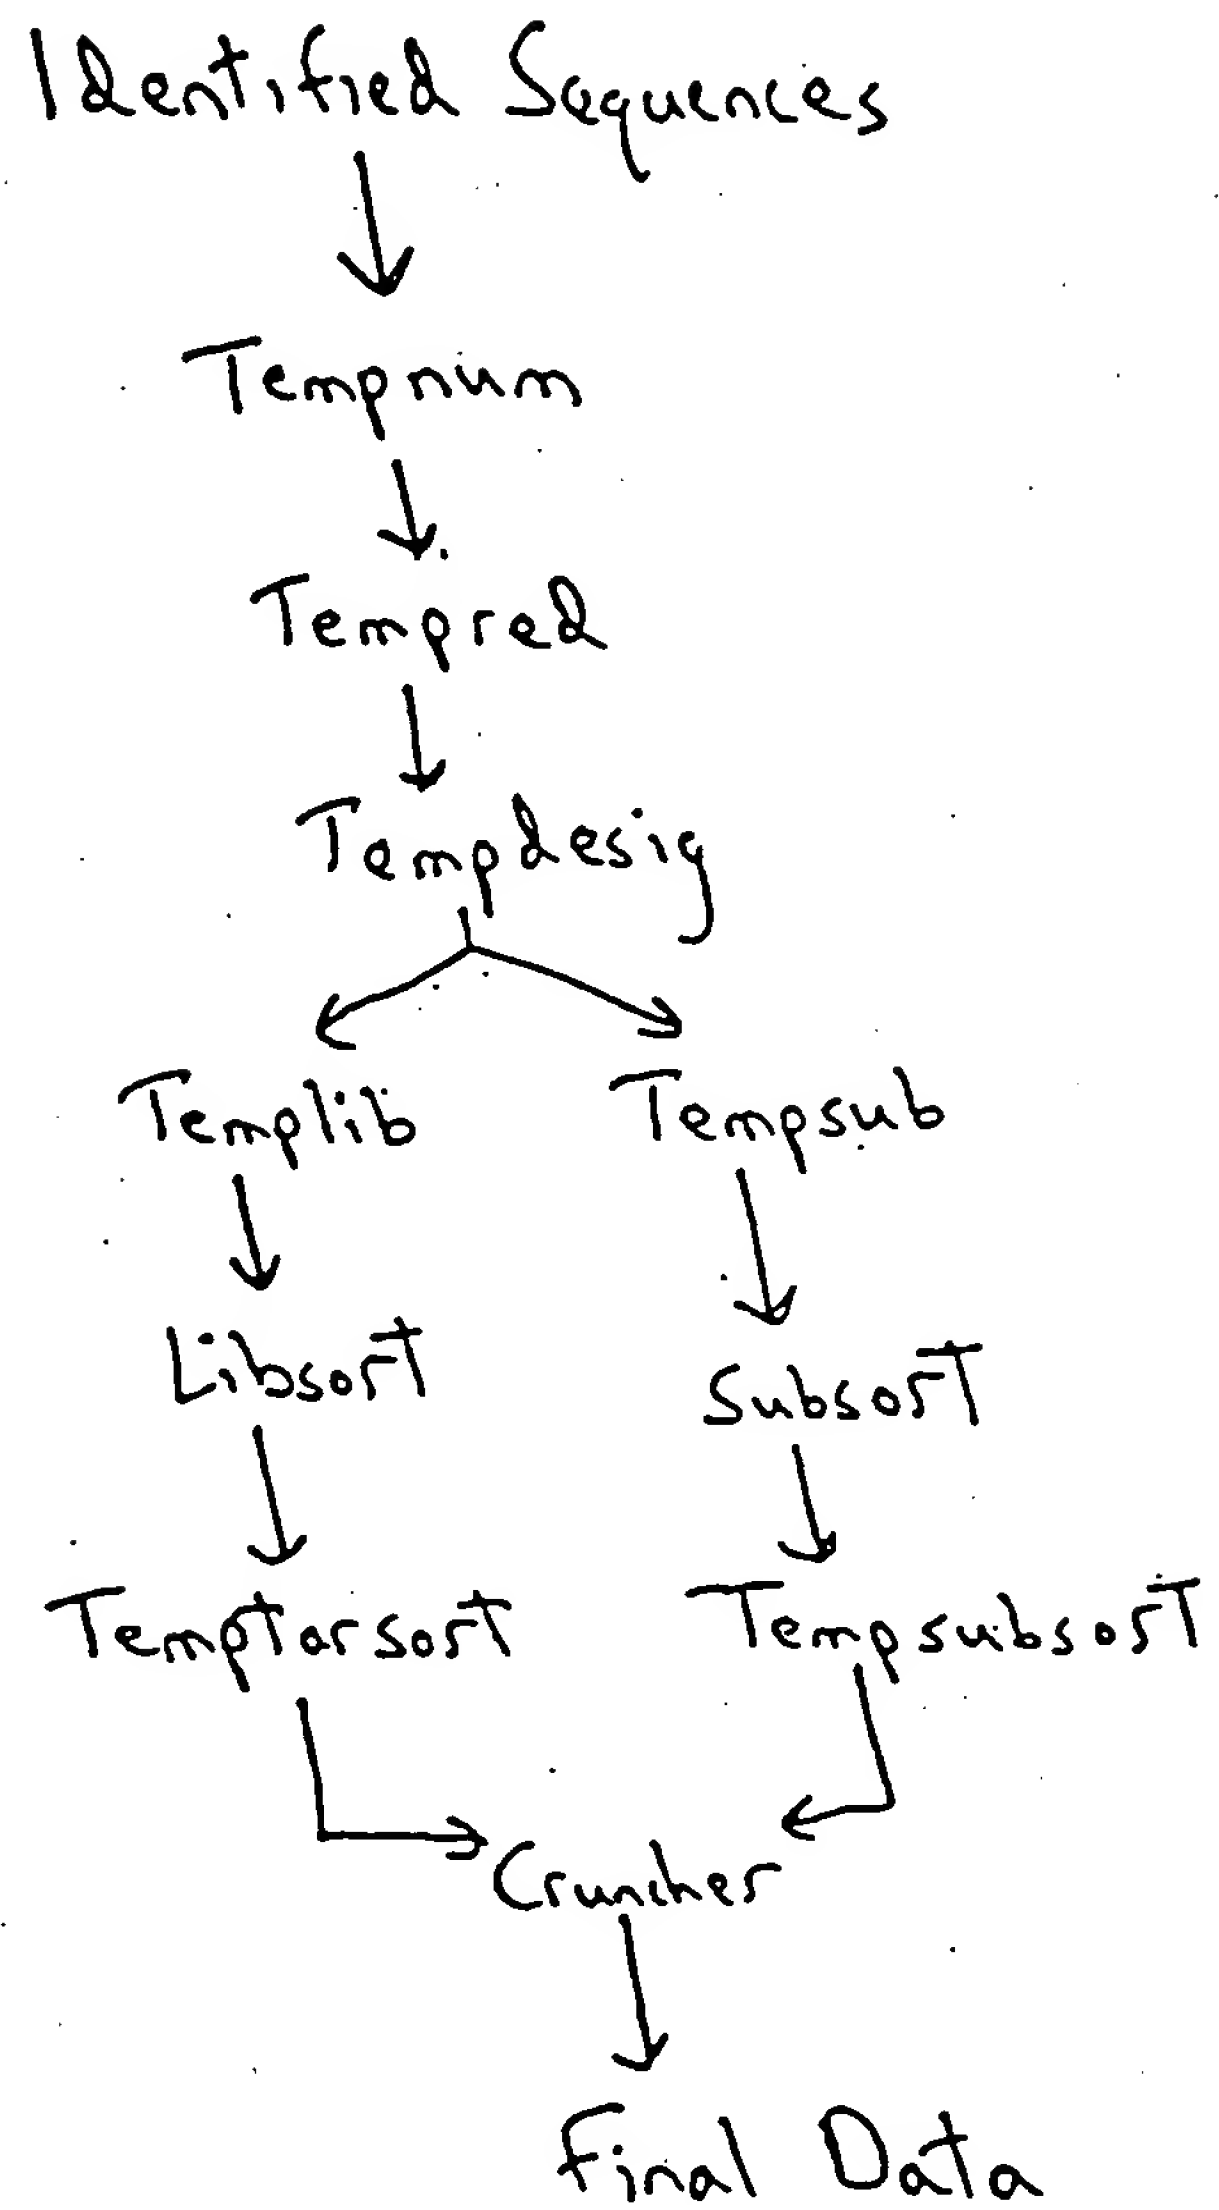 Identified Sequences
Tempnum
Tempred
Tempdesig
Templib Tempsub
Libsort Subsort
Temptarsort Tempsubsort
Cruncher
Final Data